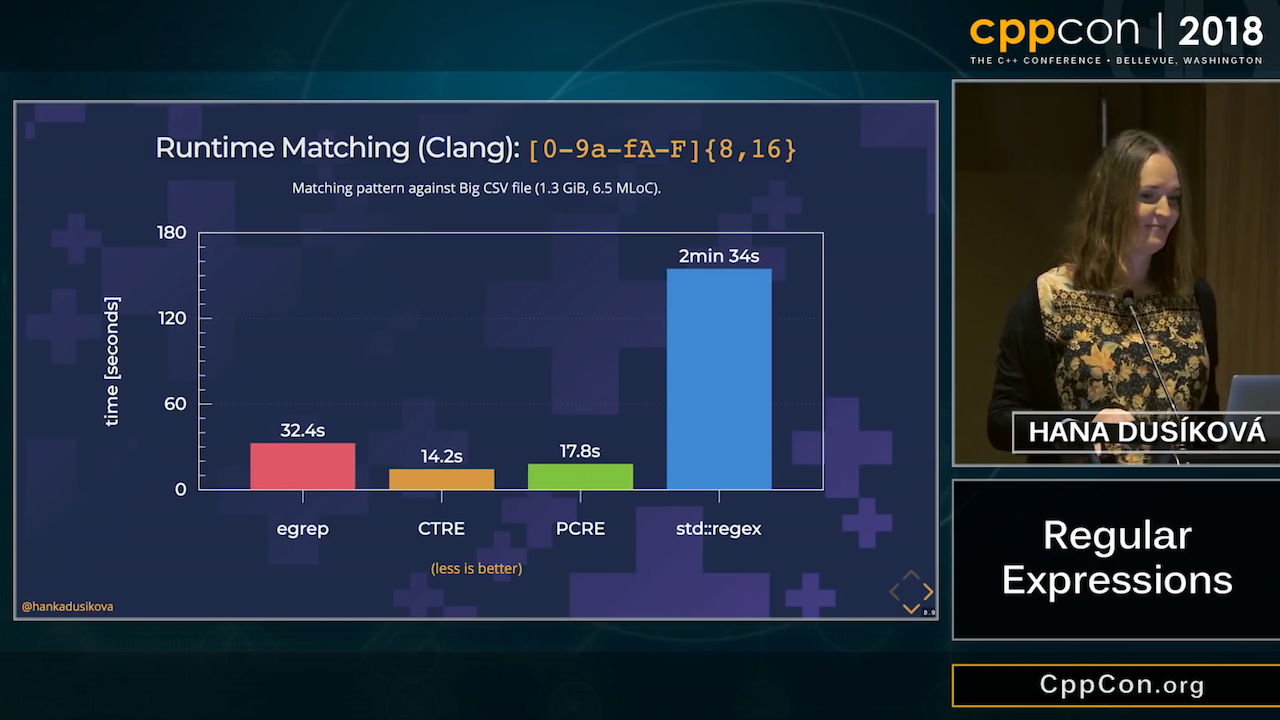 cppcon | 2018
THE C++ CONFERENCE • BELLEVUE, WASHINGTON
Runtime Matching (Clang): [0-9a-fA-F]{8,16}
Matching pattern against Big CSV file (1.3 GiB, 6.5 MLoC).
time [seconds]
180
120
60
0
32.4s
14.2s
17.8s
2min 34s
egrep
CTRE
PCRE
std::regex
(less is better)
@hankadusikova
8.9
HANA DUSÍKOVÁ
Regular
Expressions
CppCon.org